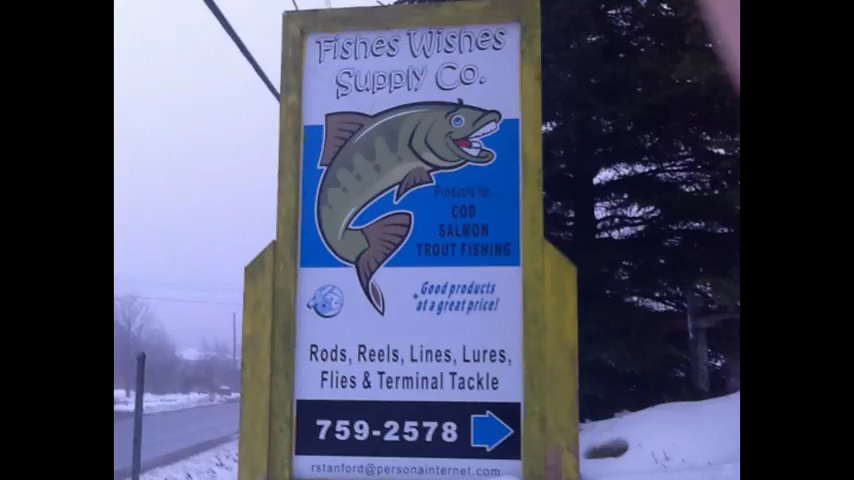 Fishes Wishes
Supply Co.
Products for:
COD
SALMON
TROUT FISHING
Good products
at a great price!
Rods, Reels, Lines, Lures,
Flies & Terminal Tackle
759-2578
rstanford@personainternet.com